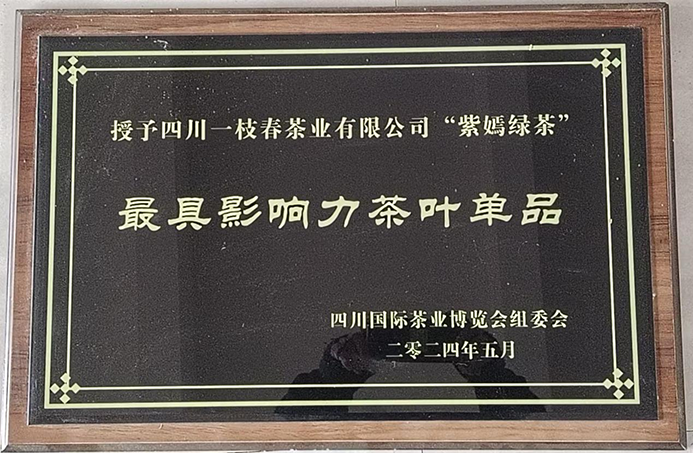 授予四川一枝春茶业有限公司“紫嫣绿茶”
最具影响力茶叶单品
四川国际茶业博览会组委会
二零二四年五月